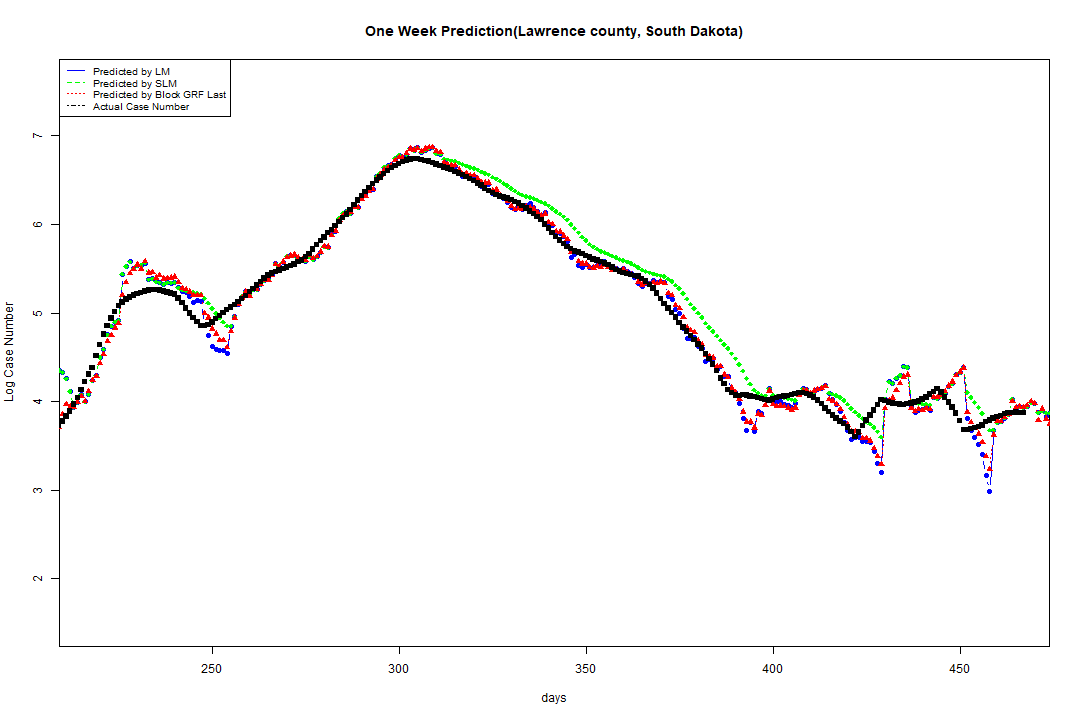 One Week Prediction(Lawrence county, South Dakota)
Predicted by LM
Predicted by SLM
Predicted by Block GRF Last
Actual Case Number
7
6
5
4
3
2
Log Case Number
250 300 350 400 450
days